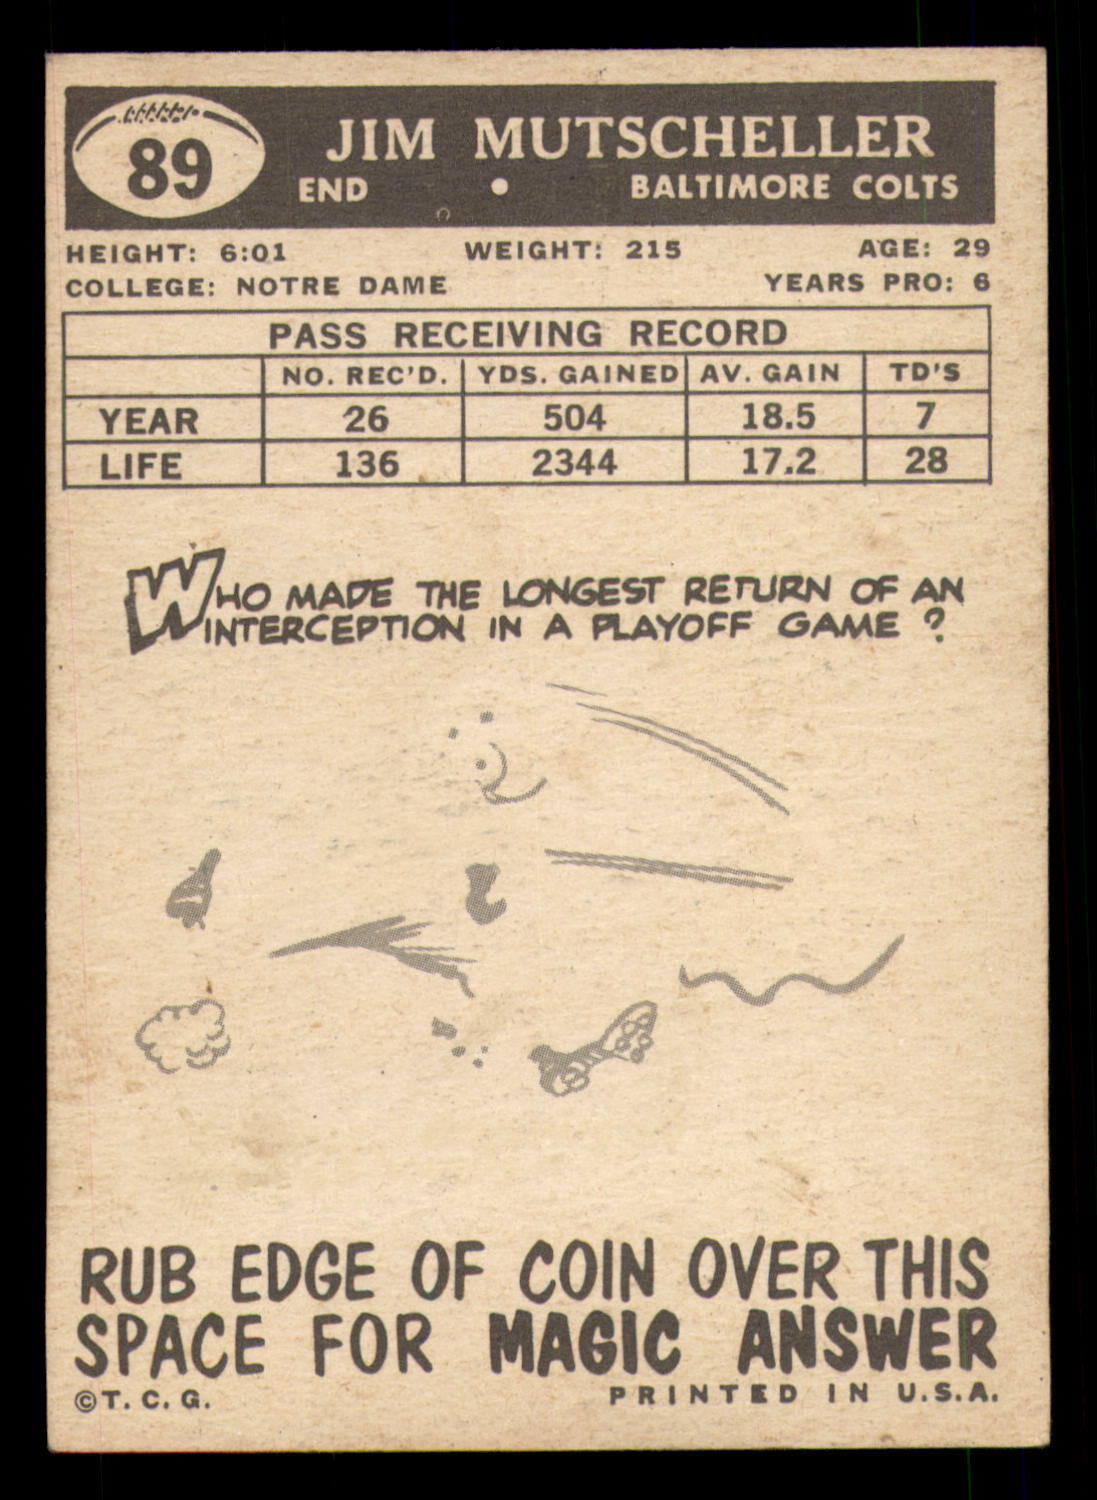 89
JIM MUTSCHELLER
END • BALTIMORE COLTS
HEIGHT: 6:01 WEIGHT: 215 AGE: 29
COLLEGE: NOTRE DAME YEARS PRO: 6
PASS RECEIVING RECORD
NO. REC'D. YDS. GAINED AV. GAIN TD'S
YEAR 26 504 18.5 7
LIFE 136 2344 17.2 28
WHO MADE THE LONGEST RETURN OF AN
INTERCEPTION IN A PLAYOFF GAME?
RUB EDGE OF COIN OVER THIS
SPACE FOR MAGIC ANSWER
©T. C. G. PRINTED IN U.S.A.